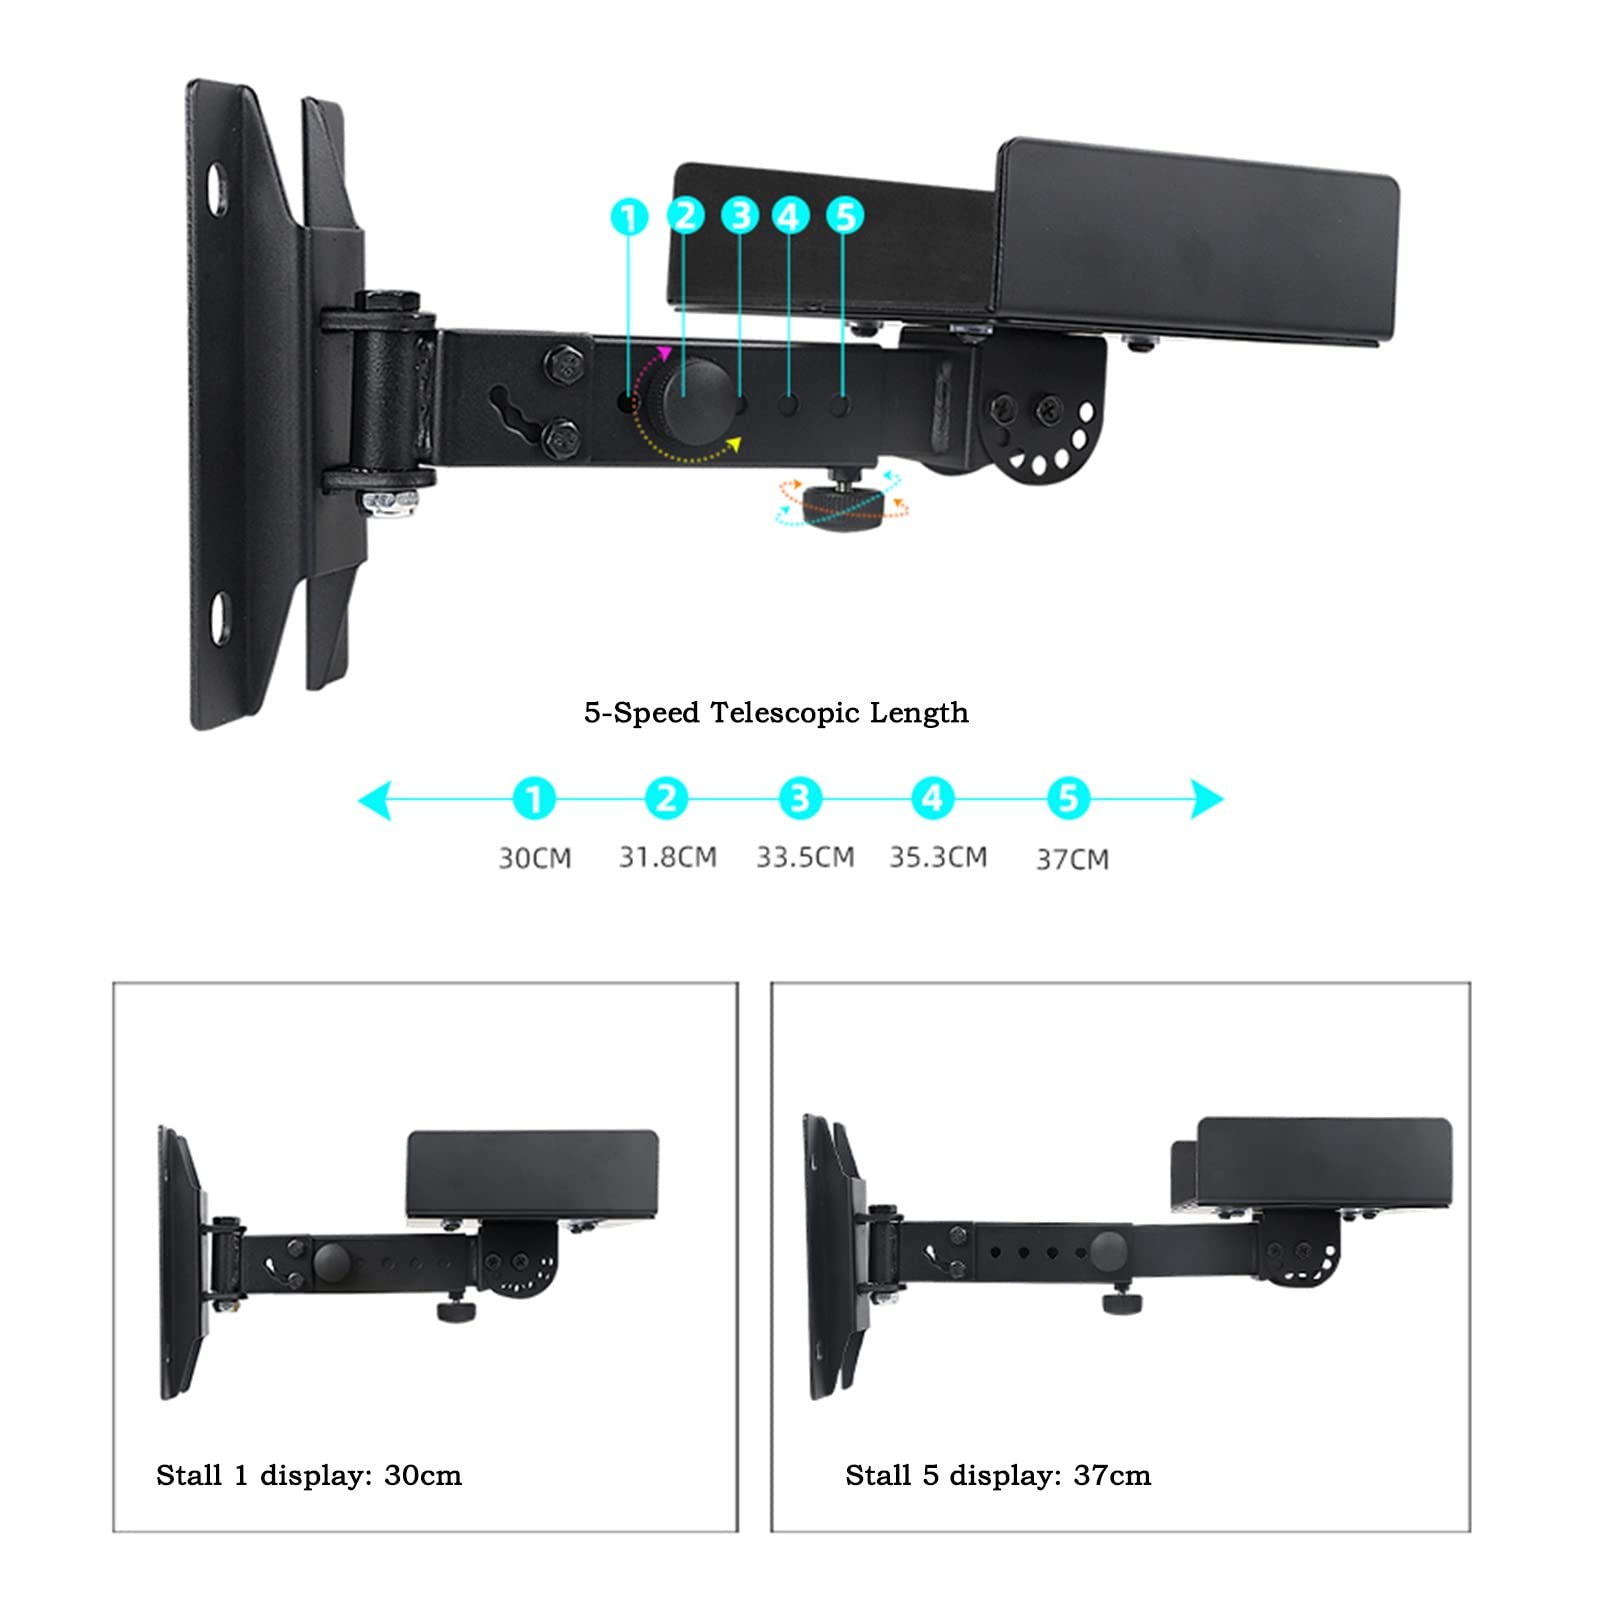 1 2 3 4 5
5-Speed Telescopic Length
1 2 3 4 5
30CM 31.8CM 33.5CM 35.3CM 37CM
Stall 1 display: 30cm
Stall 5 display: 37cm